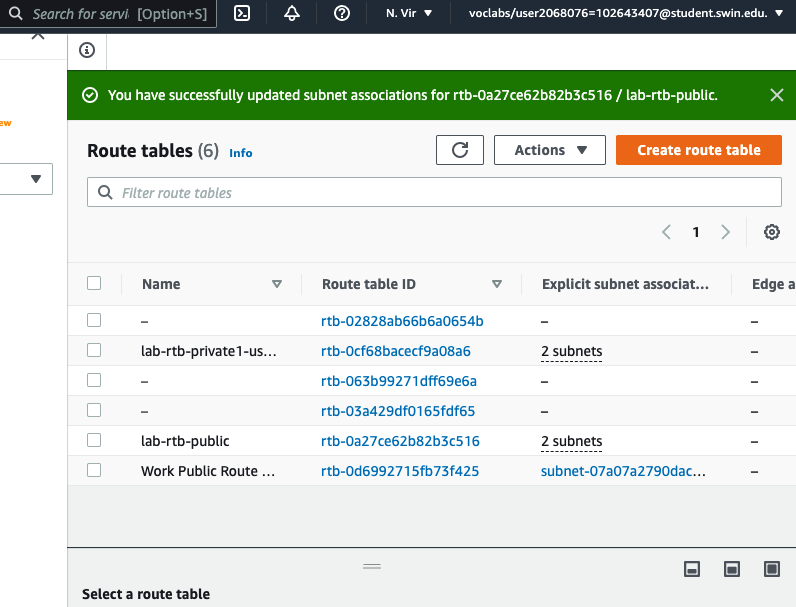 Search for servi [Option+S] N. Vir voclabs/user2068076=102643407@student.swin.edu.
ew
You have successfully updated subnet associations for rtb-0a27ce62b82b3c516 / lab-rtb-public.
Route tables (6) Info Actions Create route table
Filter route tables
1
Name Route table ID Explicit subnet associat... Edge a
– rtb-02828ab66b6a0654b – –
lab-rtb-private1-us... rtb-0cf68bacecf9a08a6 2 subnets –
– rtb-063b99271dff69e6a – –
– rtb-03a429df0165fdf65 – –
lab-rtb-public rtb-0a27ce62b82b3c516 2 subnets –
Work Public Route ... rtb-0d6992715fb73f425 subnet-07a07a2790dac... –
Select a route table